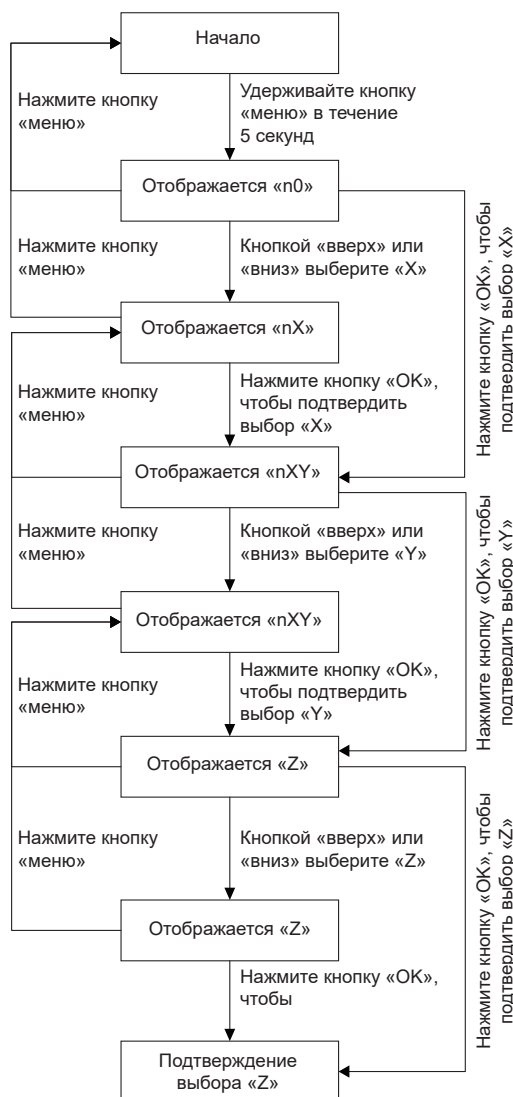 Начало
Нажмите кнопку
«меню»
Удерживайте кнопку
«меню» в течение
5 секунд
Отображается «n0»
Нажмите кнопку
«меню»
Кнопкой «вверх» или
«вниз» выберите «X»
Нажмите кнопку «OK», чтобы
подтвердить выбор «X»
Отображается «nX»
Нажмите кнопку
«меню»
Нажмите кнопку «OK»,
чтобы подтвердить
выбор «X»
Отображается «nXY»
Нажмите кнопку
«меню»
Кнопкой «вверх» или
«вниз» выберите «Y»
Нажмите кнопку «OK», чтобы
подтвердить выбор «Y»
Отображается «nXY»
Нажмите кнопку
«меню»
Нажмите кнопку «OK»,
чтобы подтвердить
выбор «Y»
Отображается «Z»
Нажмите кнопку
«меню»
Кнопкой «вверх» или
«вниз» выберите «Z»
Нажмите кнопку «OK», чтобы
подтвердить выбор «Z»
Отображается «Z»
Нажмите кнопку «OK»,
чтобы
Подтверждение
выбора «Z»